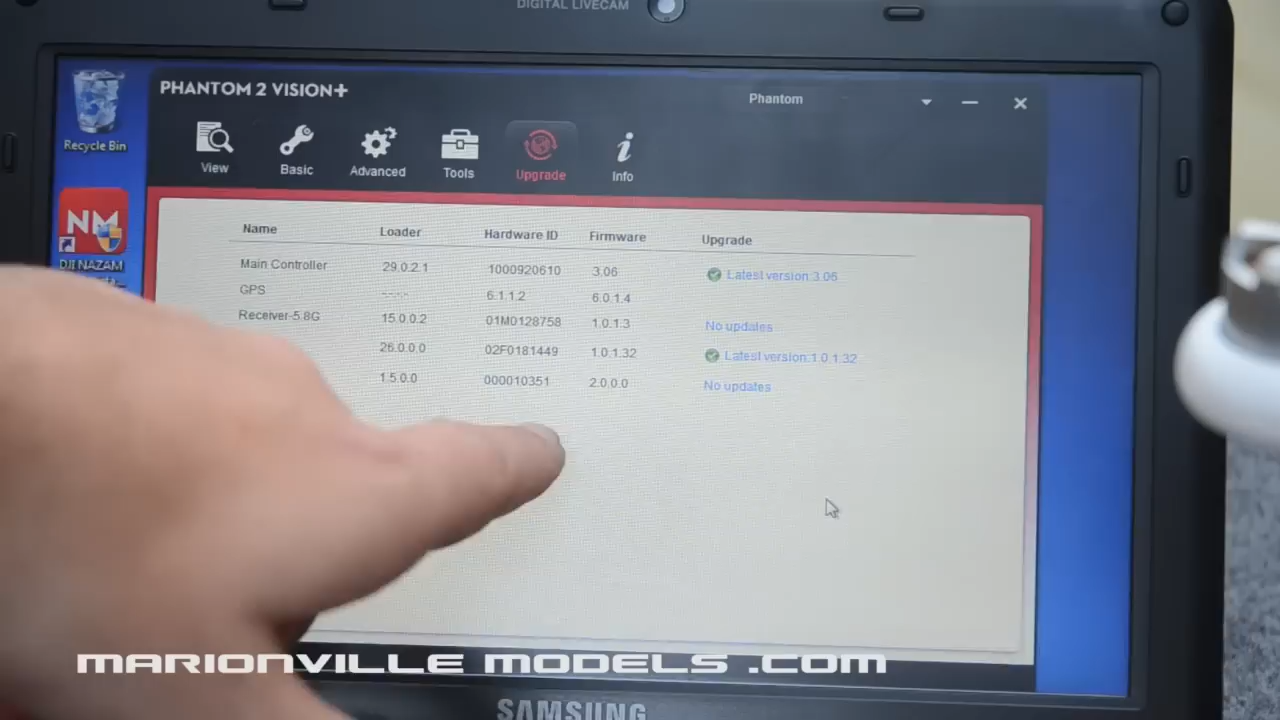 DIGITAL LIVECAM
PHANTOM 2 VISION+
Phantom
Recycle Bin
View
Basic
Advanced
Tools
Upgrade
Info
NM
DJI NAZAM
Name Loader Hardware ID Firmware Upgrade
Main Controller 29.0.2.1 1000920610 3.06 Latest version:3.06
GPS ---- 6.1.1.2 6.0.1.4
Receiver-5.8G 15.0.0.2 01M0128758 1.0.1.3 No updates
26.0.0.0 02F0181449 1.0.1.32 Latest version:1.0.1.32
1.5.0.0 000010351 2.0.0.0 No updates
MARIONVILLE MODELS .COM
SAMSUNG